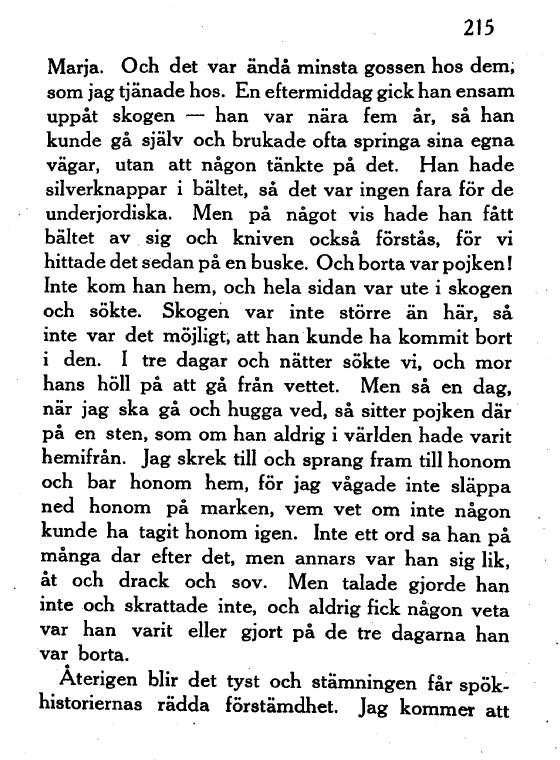 215
Marja. Och det var ändå minsta gossen hos dem,
som jag tjänade hos. En eftermiddag gick han ensam
uppåt skogen — han var nära fem år, så han
kunde gå själv och brukade ofta springa sina egna
vägar, utan att någon tänkte på det. Han hade
silverknappar i bältet, så det var ingen fara för de
underjordiska. Men på något vis hade han fått
bältet av sig och kniven också förstås, för vi
hittade det sedan på en buske. Och borta var pojken!
Inte kom han hem, och hela sidan var ute i skogen
och sökte. Skogen var inte större än här, så
inte var det möjligt, att han kunde ha kommit bort
i den. I tre dagar och nätter sökte vi, och mor
hans höll på att gå från vettet. Men så en dag,
när jag ska gå och hugga ved, så sitter pojken där
på en sten, som om han aldrig i världen hade varit
hemifrån. Jag skrek till och sprang fram till honom
och bar honom hem, för jag vågade inte släppa
ned honom på marken, vem vet om inte någon
kunde ha tagit honom igen. Inte ett ord sa han på
många dar efter det, men annars var han sig lik,
åt och drack och sov. Men talade gjorde han
inte och skrattade inte, och aldrig fick någon veta
var han varit eller gjort på de tre dagarna han
var borta.
Återigen blir det tyst och stämningen får spök-
historiernas rädda förstämdhet. Jag kommer att